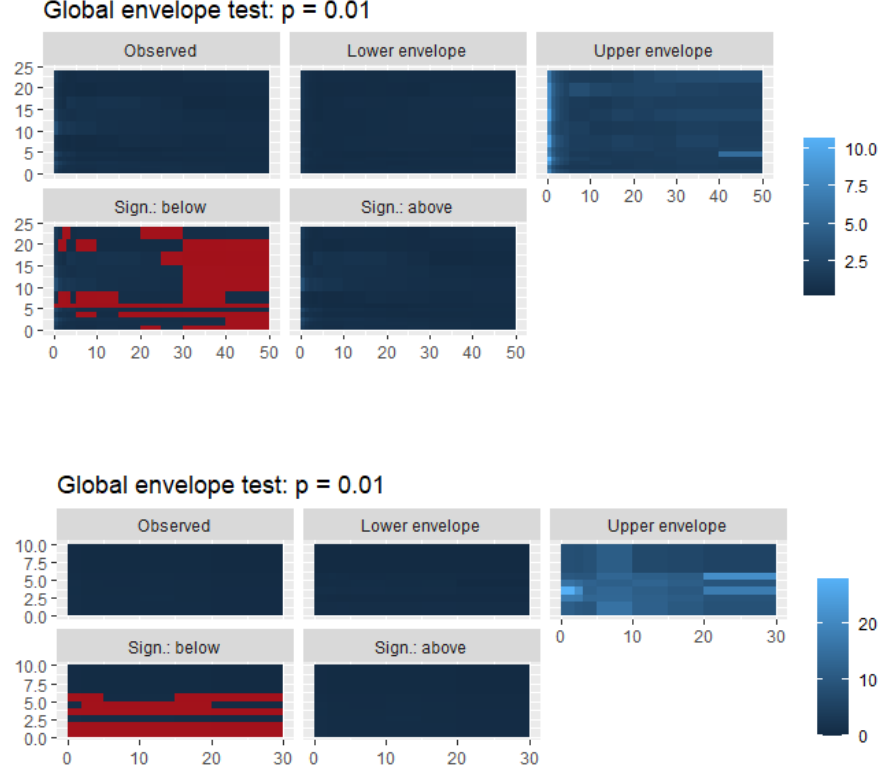 Global envelope test: p = 0.01
Observed
Lower envelope
Upper envelope
25
20
15
10
5
0
0 10 20 30 40 50
10.0
7.5
5.0
2.5
Sign.: below
Sign.: above
25
20
15
10
5
0
0 10 20 30 40 50
0 10 20 30 40 50
Global envelope test: p = 0.01
Observed
Lower envelope
Upper envelope
10.0
7.5
5.0
2.5
0.0
0 10 20 30
20
10
0
Sign.: below
Sign.: above
10.0
7.5
5.0
2.5
0.0
0 10 20 30
0 10 20 30